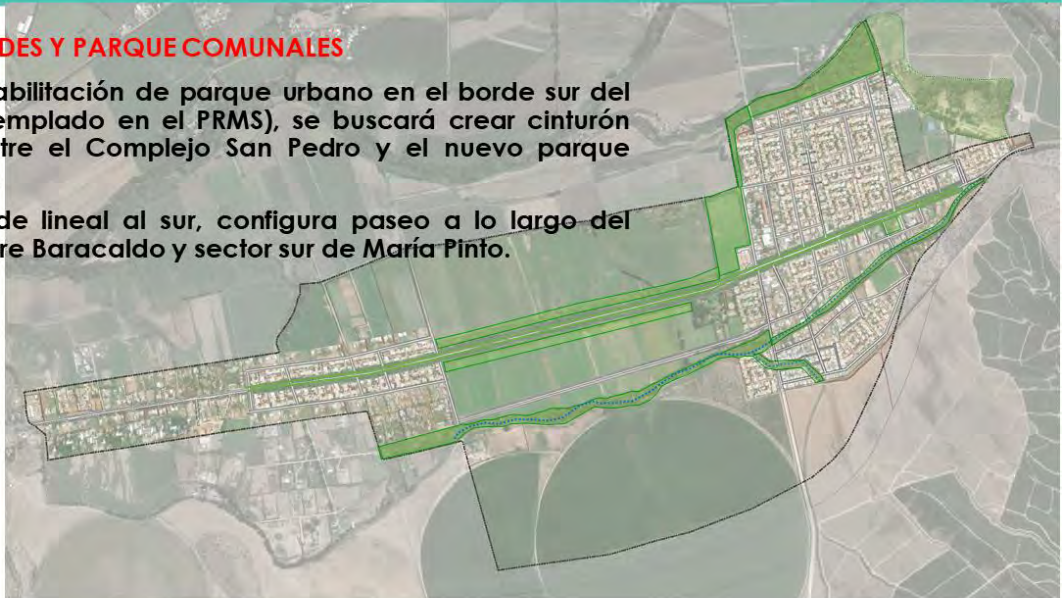 DES Y PARQUE COMUNALES
abilitación de parque urbano en el borde sur del
emplado en el PRMS), se buscará crear cinturón
tre el Complejo San Pedro y el nuevo parque
de lineal al sur, configura paseo a lo largo del
re Baracaldo y sector sur de María Pinto.